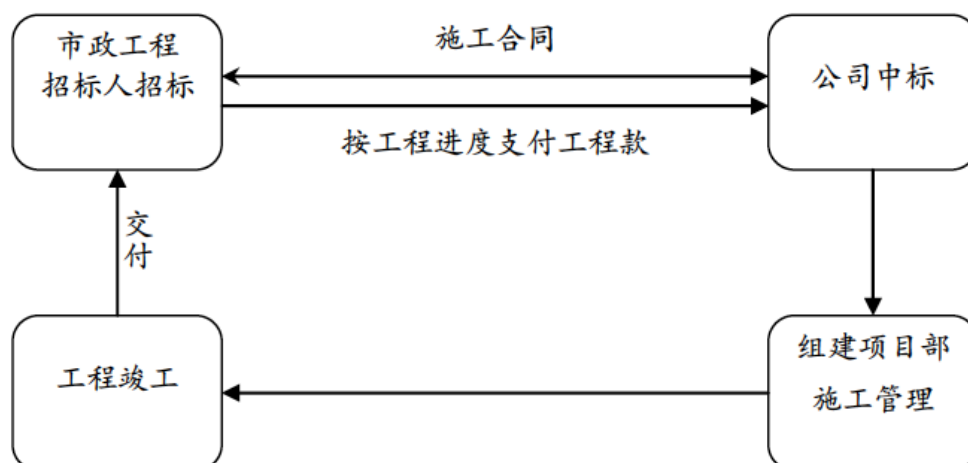 市政工程
招标人招标
施工合同
按工程进度支付工程款
公司中标
交
付
工程竣工
组建项目部
施工管理